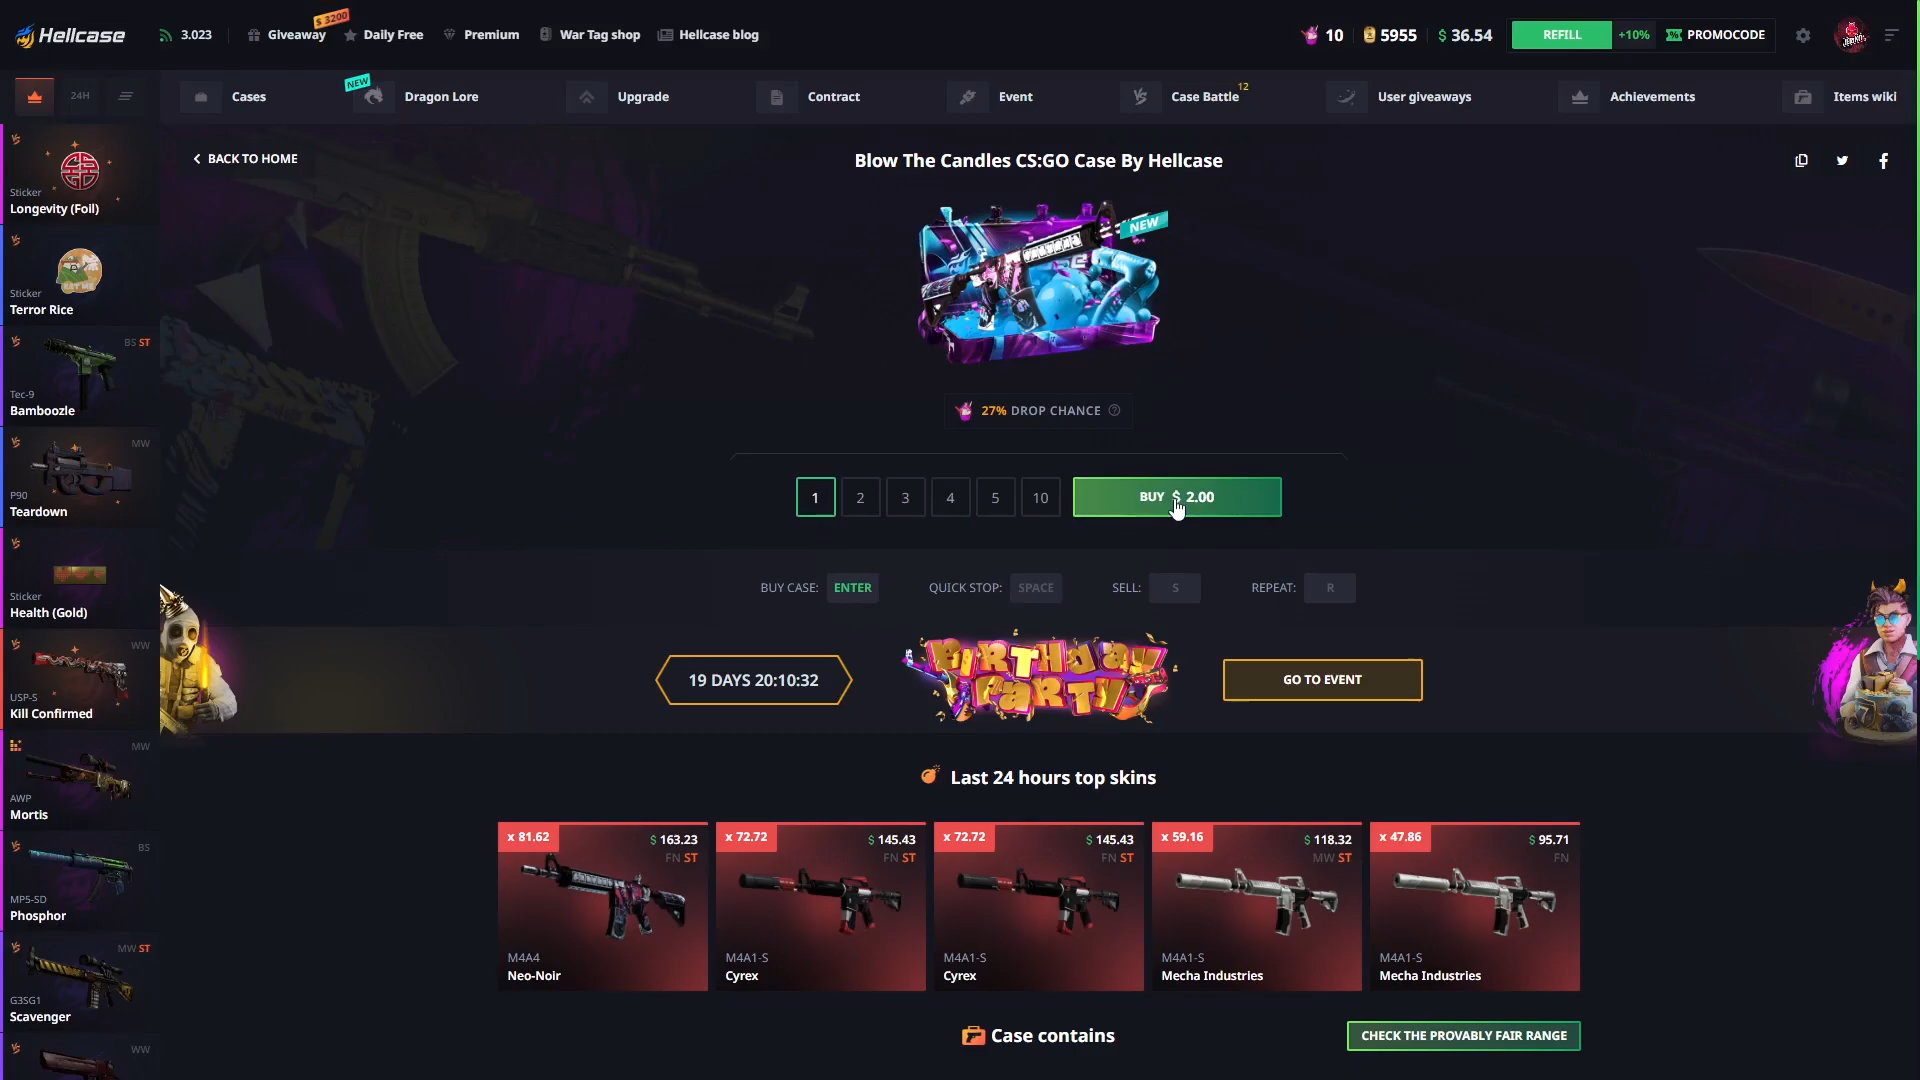 Hellcase
3.023
$ 3200
Giveaway
Daily Free
Premium
War Tag shop
Hellcase blog
10
5955
$ 36.54
REFILL
+10%
PROMOCODE
24H
Cases
NEW
Dragon Lore
Upgrade
Contract
Event
Case Battle
12
User giveaways
Achievements
Items wiki
BACK TO HOME
Blow The Candles CS:GO Case By Hellcase
NEW
27% DROP CHANCE
1
2
3
4
5
10
BUY $ 2.00
BUY CASE: ENTER
QUICK STOP: SPACE
SELL: S
REPEAT: R
19 DAYS 20:10:32
BIRTHDAY
PARTY
GO TO EVENT
Last 24 hours top skins
x 81.62
$ 163.23
FN ST
M4A4
Neo-Noir
x 72.72
$ 145.43
FN ST
M4A1-S
Cyrex
x 72.72
$ 145.43
FN ST
M4A1-S
Cyrex
x 59.16
$ 118.32
MW ST
M4A1-S
Mecha Industries
x 47.86
$ 95.71
FN
M4A1-S
Mecha Industries
Case contains
CHECK THE PROVABLY FAIR RANGE
Sticker
Longevity (Foil)
Sticker
Terror Rice
BS ST
Tec-9
Bamboozle
MW
P90
Teardown
Sticker
Health (Gold)
WW
USP-S
Kill Confirmed
MW
AWP
Mortis
BS
MP5-SD
Phosphor
MW ST
G3SG1
Scavenger
WW